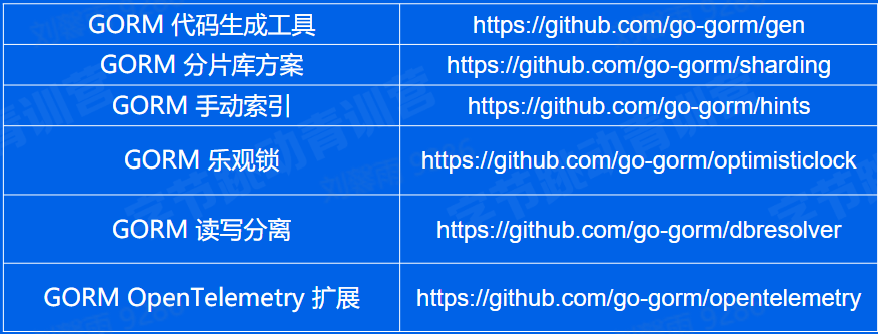 GORM 代码生成工具 https://github.com/go-gorm/gen
GORM 分片库方案 https://github.com/go-gorm/sharding
GORM 手动索引 https://github.com/go-gorm/hints
GORM 乐观锁 https://github.com/go-gorm/optimisticlock
GORM 读写分离 https://github.com/go-gorm/dbresolver
GORM OpenTelemetry 扩展 https://github.com/go-gorm/opentelemetry